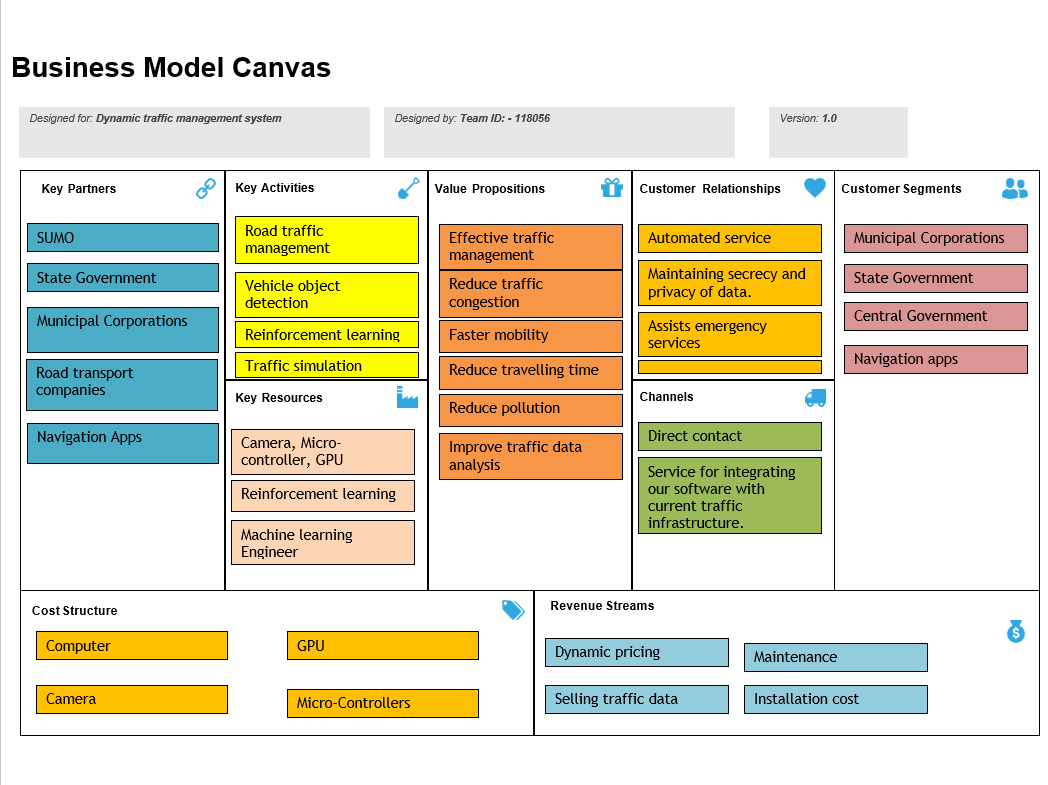 Business Model Canvas
Designed for: Dynamic traffic management system
Designed by: Team ID: - 118056
Version: 1.0
Key Partners
SUMO
State Government
Municipal Corporations
Road transport
companies
Navigation Apps
Key Activities
Road traffic
management
Vehicle object
detection
Reinforcement learning
Traffic simulation
Key Resources
Camera, Micro-
controller, GPU
Reinforcement learning
Machine learning
Engineer
Value Propositions
Effective traffic
management
Reduce traffic
congestion
Faster mobility
Reduce travelling time
Reduce pollution
Improve traffic data
analysis
Customer Relationships
Automated service
Maintaining secrecy and
privacy of data.
Assists emergency
services
Channels
Direct contact
Service for integrating
our software with
current traffic
infrastructure.
Customer Segments
Municipal Corporations
State Government
Central Government
Navigation apps
Cost Structure
Computer
GPU
Camera
Micro-Controllers
Revenue Streams
$
Dynamic pricing
Maintenance
Selling traffic data
Installation cost